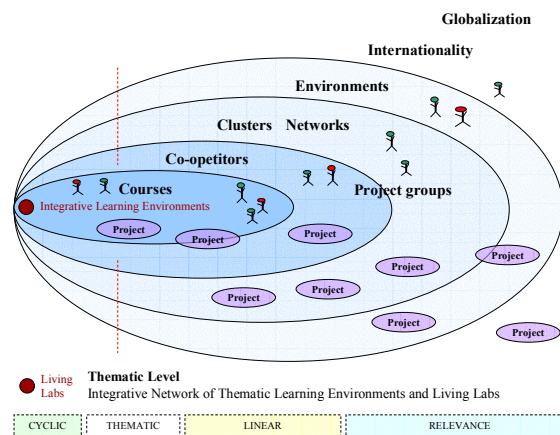 Globalization
Internationality
Environments
Clusters Networks
Co-opetitors
Courses
Project groups
Integrative Learning Environments
Project
Project
Project
Project
Project
Project
Project
Project
Project
Living
Labs
Thematic Level
Integrative Network of Thematic Learning Environments and Living Labs
CYCLIC THEMATIC LINEAR RELEVANCE